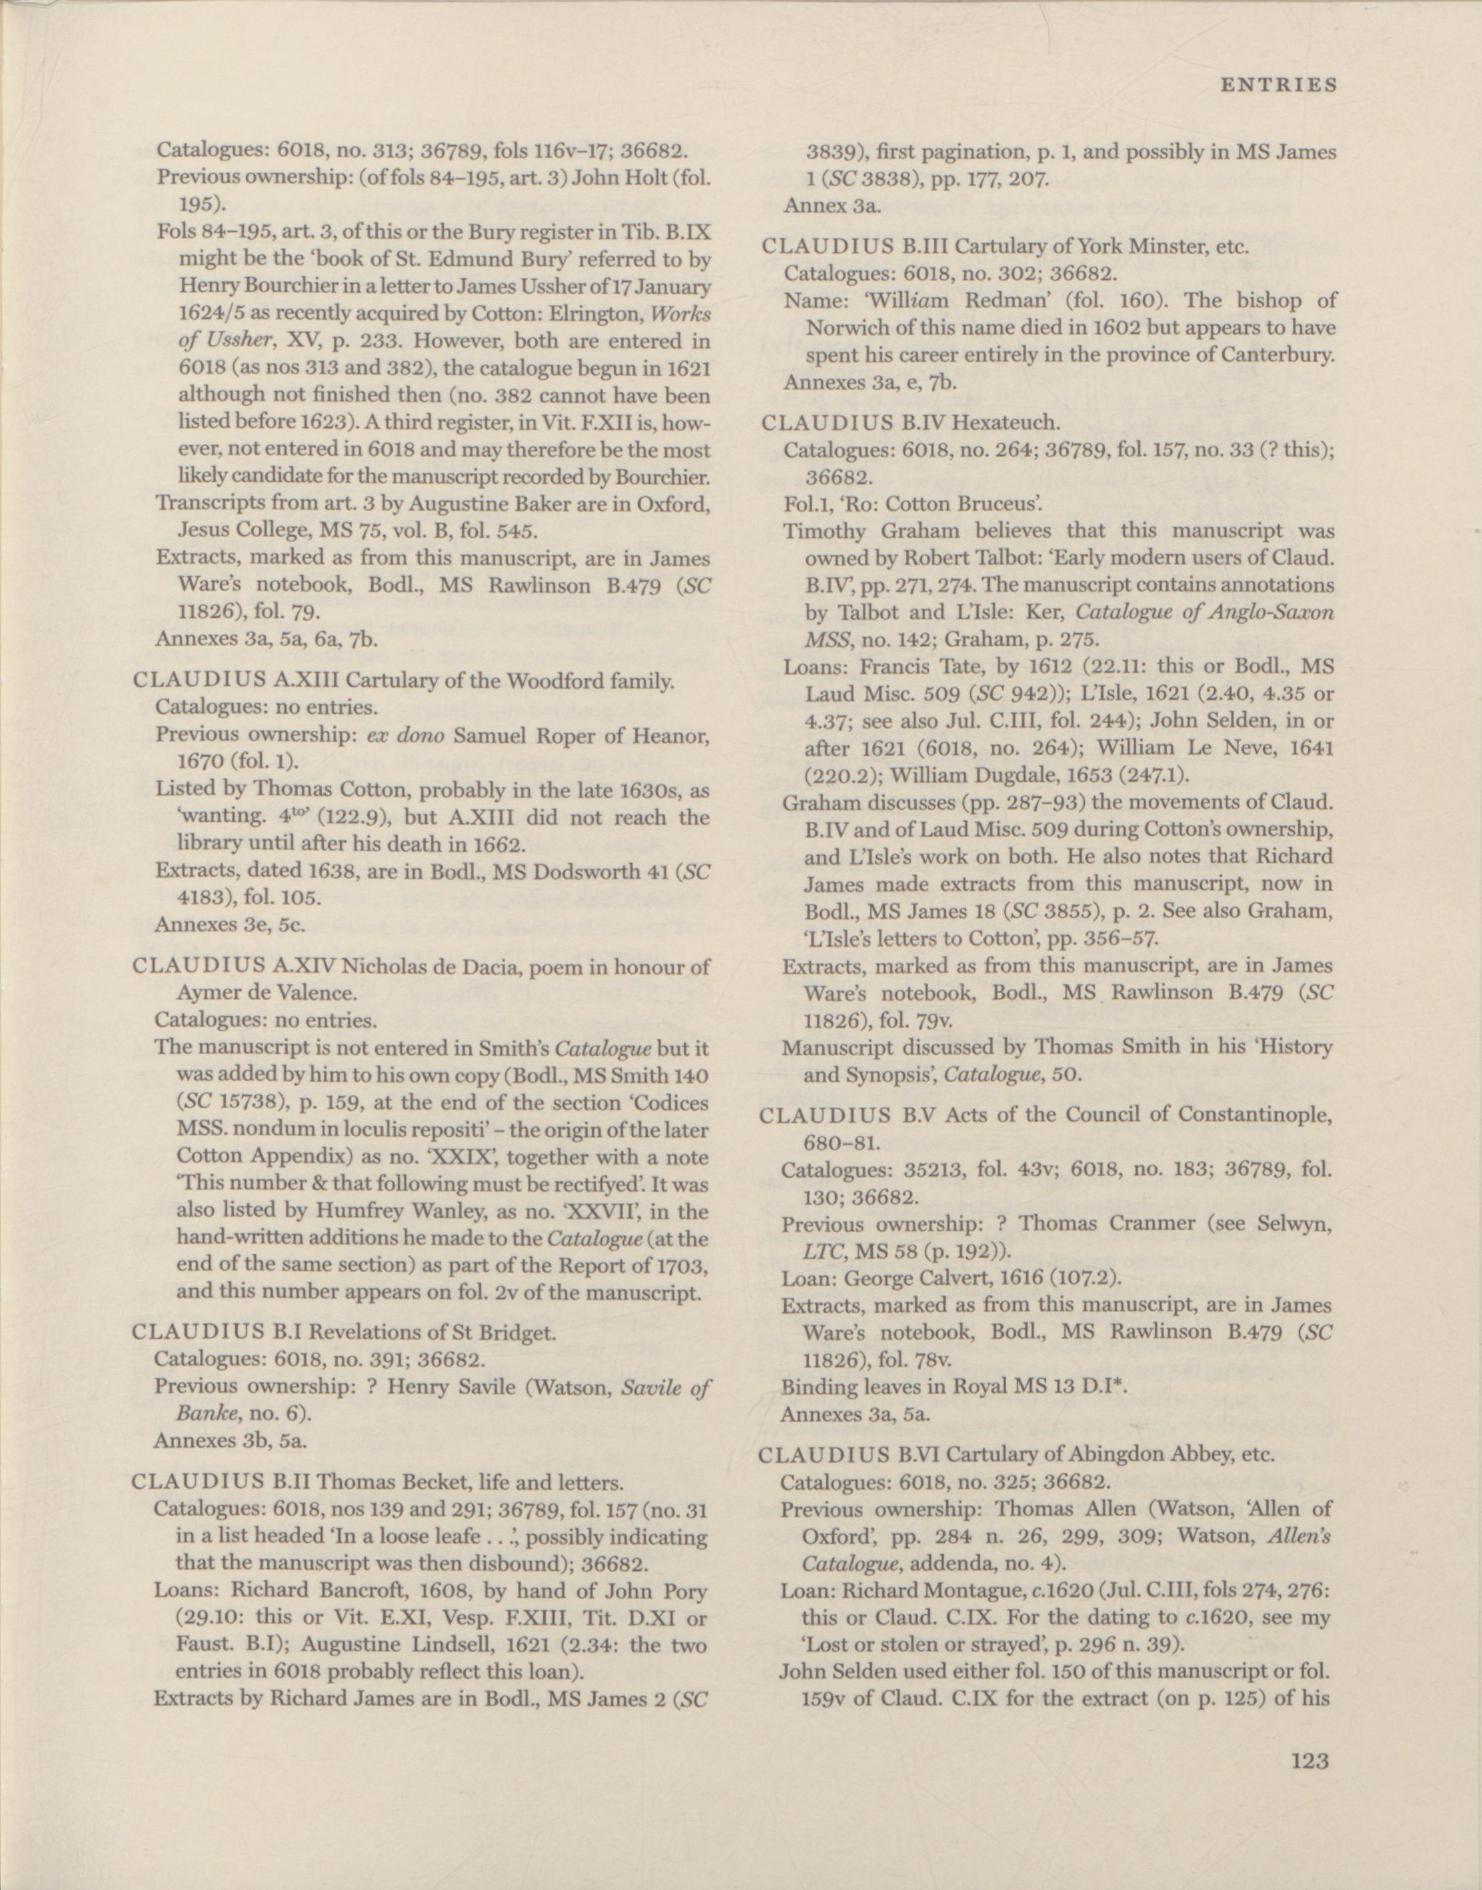 ENTRIES
Catalogues: 6018, no. 313; 36789, fols 116v–17; 36682.
Previous ownership: (of fols 84–195, art. 3) John Holt (fol.
195).
Fols 84–195, art. 3, of this or the Bury register in Tib. B.IX
might be the ‘book of St. Edmund Bury’ referred to by
Henry Bourchier in a letter to James Ussher of 17 January
1624/5 as recently acquired by Cotton: Elrington, Works
of Ussher, XV, p. 233. However, both are entered in
6018 (as nos 313 and 382), the catalogue begun in 1621
although not finished then (no. 382 cannot have been
listed before 1623). A third register, in Vit. F.XII is, how-
ever, not entered in 6018 and may therefore be the most
likely candidate for the manuscript recorded by Bourchier.
Transcripts from art. 3 by Augustine Baker are in Oxford,
Jesus College, MS 75, vol. B, fol. 545.
Extracts, marked as from this manuscript, are in James
Ware’s notebook, Bodl., MS Rawlinson B.479 (SC
11826), fol. 79.
Annexes 3a, 5a, 6a, 7b.
CLAUDIUS A.XIII Cartulary of the Woodford family.
Catalogues: no entries.
Previous ownership: ex dono Samuel Roper of Heanor,
1670 (fol. 1).
Listed by Thomas Cotton, probably in the late 1630s, as
‘wanting. 4to’ (122.9), but A.XIII did not reach the
library until after his death in 1662.
Extracts, dated 1638, are in Bodl., MS Dodsworth 41 (SC
4183), fol. 105.
Annexes 3e, 5c.
CLAUDIUS A.XIV Nicholas de Dacia, poem in honour of
Aymer de Valence.
Catalogues: no entries.
The manuscript is not entered in Smith’s Catalogue but it
was added by him to his own copy (Bodl., MS Smith 140
(SC 15738), p. 159, at the end of the section ‘Codices
MSS. nondum in loculis repositi’ – the origin of the later
Cotton Appendix) as no. ‘XXIX’, together with a note
‘This number & that following must be rectifyed’. It was
also listed by Humfrey Wanley, as no. ‘XXVII’, in the
hand-written additions he made to the Catalogue (at the
end of the same section) as part of the Report of 1703,
and this number appears on fol. 2v of the manuscript.
CLAUDIUS B.I Revelations of St Bridget.
Catalogues: 6018, no. 391; 36682.
Previous ownership: ? Henry Savile (Watson, Savile of
Banke, no. 6).
Annexes 3b, 5a.
CLAUDIUS B.II Thomas Becket, life and letters.
Catalogues: 6018, nos 139 and 291; 36789, fol. 157 (no. 31
in a list headed ‘In a loose leafe . . .’, possibly indicating
that the manuscript was then disbound); 36682.
Loans: Richard Bancroft, 1608, by hand of John Pory
(29.10: this or Vit. E.XI, Vesp. F.XIII, Tit. D.XI or
Faust. B.I); Augustine Lindsell, 1621 (2.34: the two
entries in 6018 probably reflect this loan).
Extracts by Richard James are in Bodl., MS James 2 (SC
3839), first pagination, p. 1, and possibly in MS James
1 (SC 3838), pp. 177, 207.
Annex 3a.
CLAUDIUS B.III Cartulary of York Minster, etc.
Catalogues: 6018, no. 302; 36682.
Name: ‘William Redman’ (fol. 160). The bishop of
Norwich of this name died in 1602 but appears to have
spent his career entirely in the province of Canterbury.
Annexes 3a, e, 7b.
CLAUDIUS B.IV Hexateuch.
Catalogues: 6018, no. 264; 36789, fol. 157, no. 33 (? this);
36682.
Fol.1, ‘Ro: Cotton Bruceus’.
Timothy Graham believes that this manuscript was
owned by Robert Talbot: ‘Early modern users of Claud.
B.IV’, pp. 271, 274. The manuscript contains annotations
by Talbot and L’Isle: Ker, Catalogue of Anglo-Saxon
MSS, no. 142; Graham, p. 275.
Loans: Francis Tate, by 1612 (22.11: this or Bodl., MS
Laud Misc. 509 (SC 942)); L’Isle, 1621 (2.40, 4.35 or
4.37; see also Jul. C.III, fol. 244); John Selden, in or
after 1621 (6018, no. 264); William Le Neve, 1641
(220.2); William Dugdale, 1653 (247.1).
Graham discusses (pp. 287–93) the movements of Claud.
B.IV and of Laud Misc. 509 during Cotton’s ownership,
and L’Isle’s work on both. He also notes that Richard
James made extracts from this manuscript, now in
Bodl., MS James 18 (SC 3855), p. 2. See also Graham,
‘L’Isle’s letters to Cotton’, pp. 356–57.
Extracts, marked as from this manuscript, are in James
Ware’s notebook, Bodl., MS Rawlinson B.479 (SC
11826), fol. 79v.
Manuscript discussed by Thomas Smith in his ‘History
and Synopsis’, Catalogue, 50.
CLAUDIUS B.V Acts of the Council of Constantinople,
680–81.
Catalogues: 35213, fol. 43v; 6018, no. 183; 36789, fol.
130; 36682.
Previous ownership: ? Thomas Cranmer (see Selwyn,
LTC, MS 58 (p. 192)).
Loan: George Calvert, 1616 (107.2).
Extracts, marked as from this manuscript, are in James
Ware’s notebook, Bodl., MS Rawlinson B.479 (SC
11826), fol. 78v.
Binding leaves in Royal MS 13 D.I*.
Annexes 3a, 5a.
CLAUDIUS B.VI Cartulary of Abingdon Abbey, etc.
Catalogues: 6018, no. 325; 36682.
Previous ownership: Thomas Allen (Watson, ‘Allen of
Oxford’, pp. 284 n. 26, 299, 309; Watson, Allen’s
Catalogue, addenda, no. 4).
Loan: Richard Montague, c.1620 (Jul. C.III, fols 274, 276:
this or Claud. C.IX. For the dating to c.1620, see my
‘Lost or stolen or strayed’, p. 296 n. 39).
John Selden used either fol. 150 of this manuscript or fol.
159v of Claud. C.IX for the extract (on p. 125) of his
123